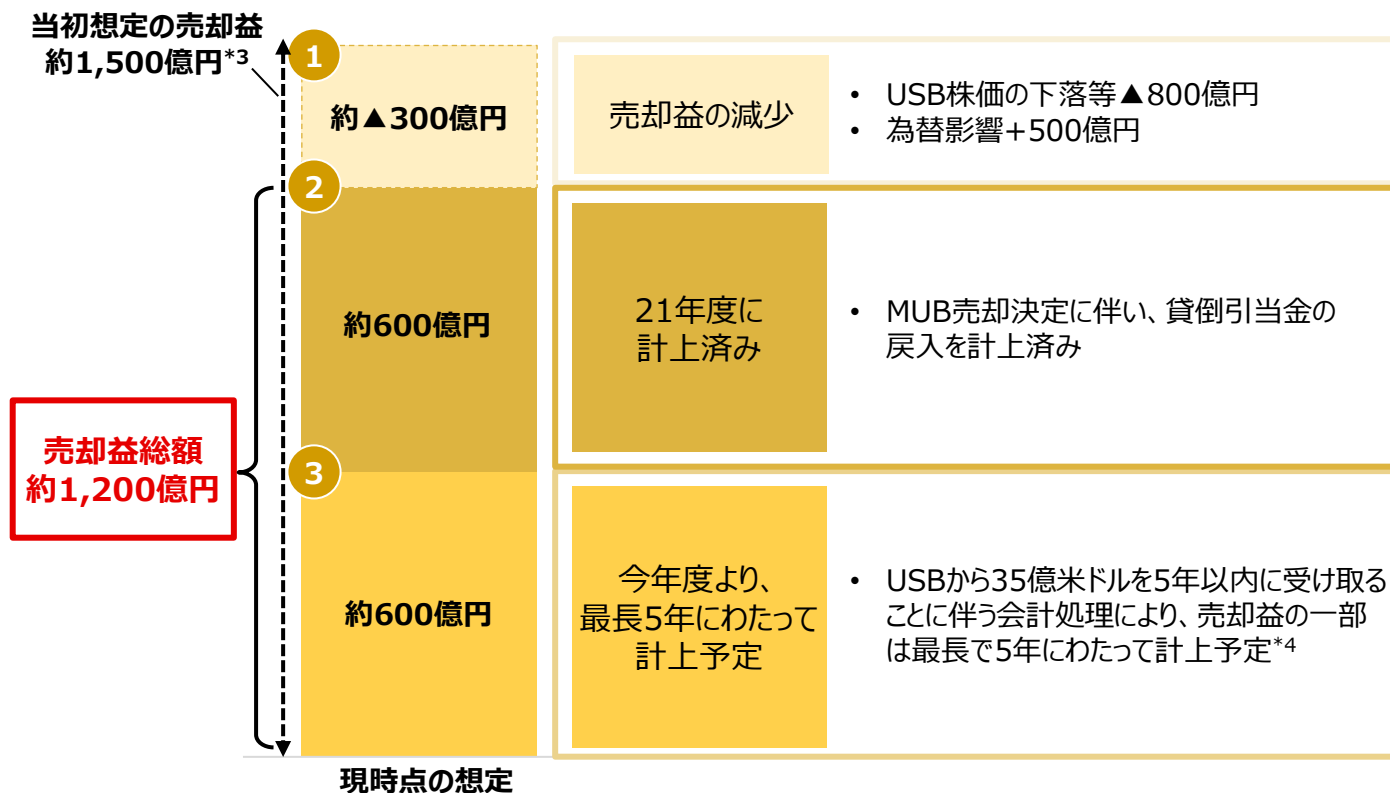 当初想定の売却益
約1,500億円*3
1
約▲300億円
売却益の減少
• USB株価の下落等▲800億円
• 為替影響+500億円
2
約600億円
21年度に
計上済み
• MUB売却決定に伴い、貸倒引当金の
戻入を計上済み
売却益総額
約1,200億円
3
約600億円
今年度より、
最長5年にわたって
計上予定
• USBから35億米ドルを5年以内に受け取る
ことに伴う会計処理により、売却益の一部
は最長で5年にわたって計上予定*4
現時点の想定